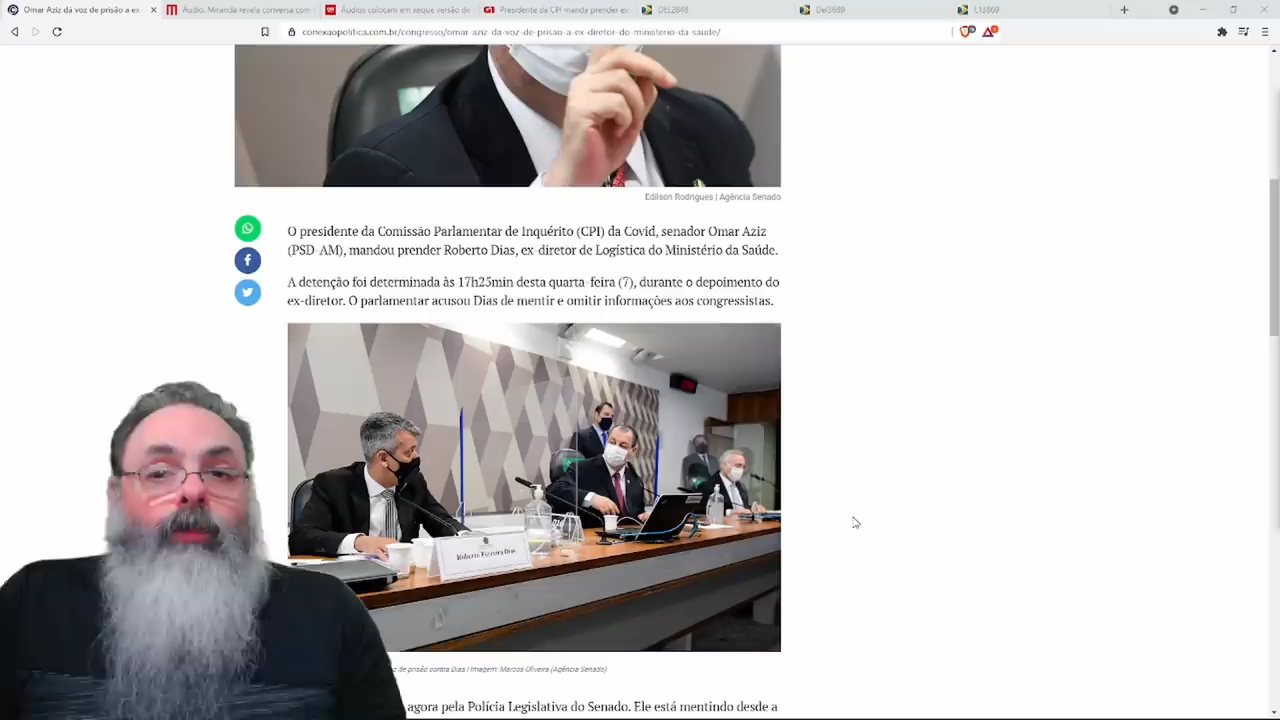 Omar Aziz dá voz de prisão a ex-
Áudio. Miranda revela conversa com
Áudios colocam em xeque versão de
G1
Presidente da CPI manda prender ex-
DEL2848
Del3689
L13869
conexaopolitica.com.br/congresso/omar-aziz-da-voz-de-prisao-a-ex-diretor-do-ministerio-da-saude/
Edilson Rodrigues | Agência Senado
O presidente da Comissão Parlamentar de Inquérito (CPI) da Covid, senador Omar Aziz
(PSD-AM), mandou prender Roberto Dias, ex-diretor de Logística do Ministério da Saúde.
A detenção foi determinada às 17h25min desta quarta-feira (7), durante o depoimento do
ex-diretor. O parlamentar acusou Dias de mentir e omitir informações aos congressistas.
Roberto Ferreira Dias
z de prisão contra Dias | Imagem: Marcos Oliveira (Agência Senado)
agora pela Polícia Legislativa do Senado. Ele está mentindo desde a